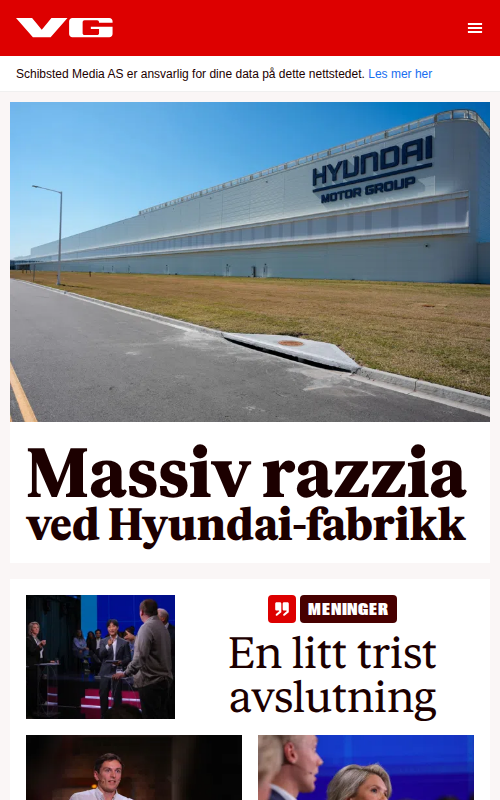 VG
Schibsted Media AS er ansvarlig for dine data på dette nettstedet. Les mer her
HYUNDAI
MOTOR GROUP
Massiv razzia
ved Hyundai-fabrikk
MENINGER
En litt trist
avslutning